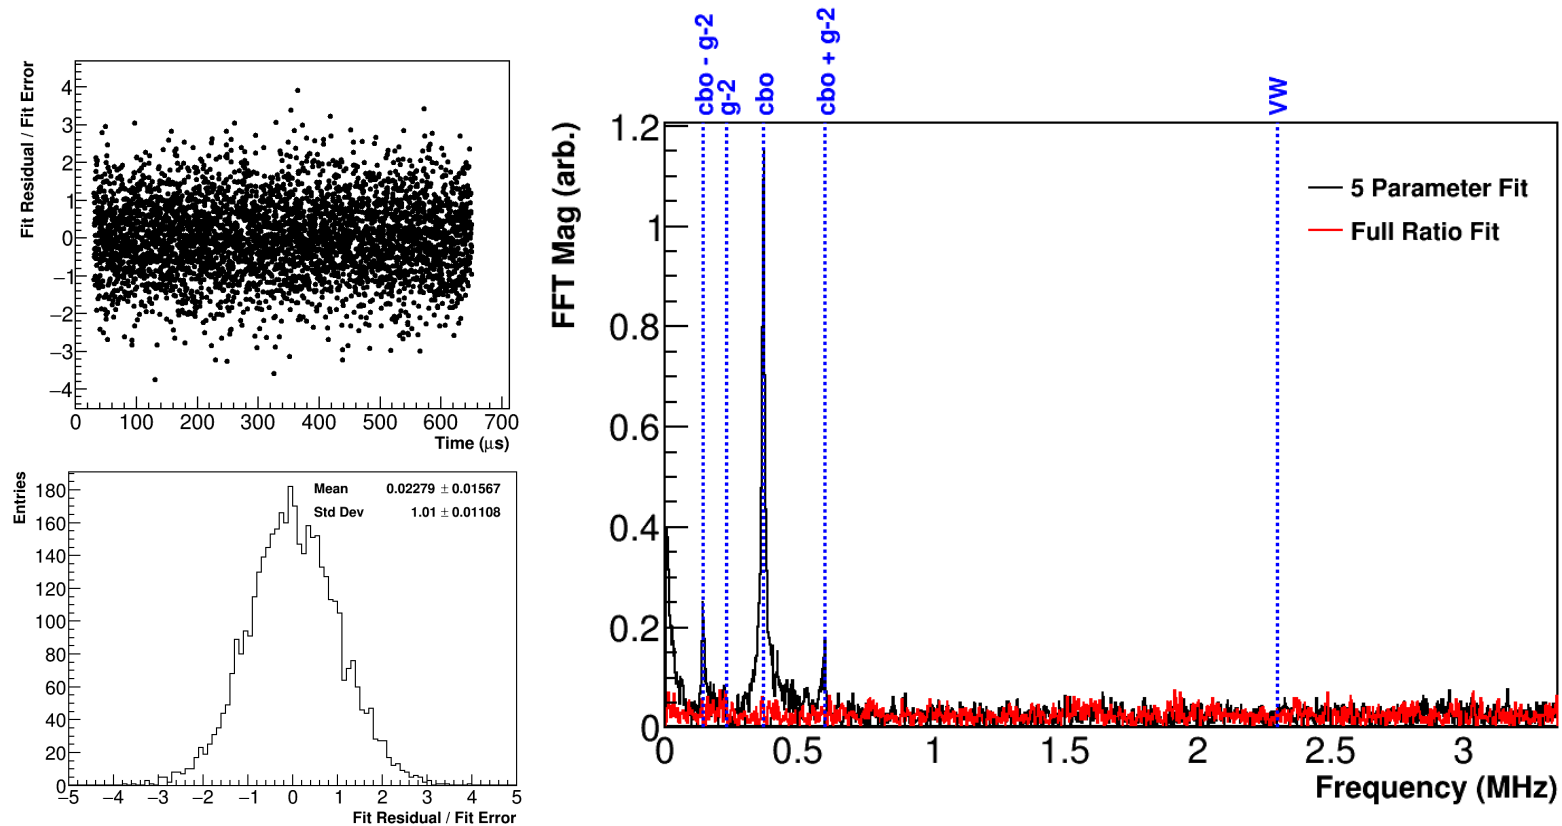 Fit Residual / Fit Error
4
3
2
1
0
−1
−2
−3
−4
0 100 200 300 400 500 600 700
Time (μs)
Entries
180
160
140
120
100
80
60
40
20
0
Mean 0.02279 ± 0.01567
Std Dev 1.01 ± 0.01108
−5 −4 −3 −2 −1 0 1 2 3 4 5
Fit Residual / Fit Error
cbo - g-2
g-2
cbo
cbo + g-2
VW
FFT Mag (arb.)
1.2
1
0.8
0.6
0.4
0.2
0
5 Parameter Fit
Full Ratio Fit
0 0.5 1 1.5 2 2.5 3
Frequency (MHz)